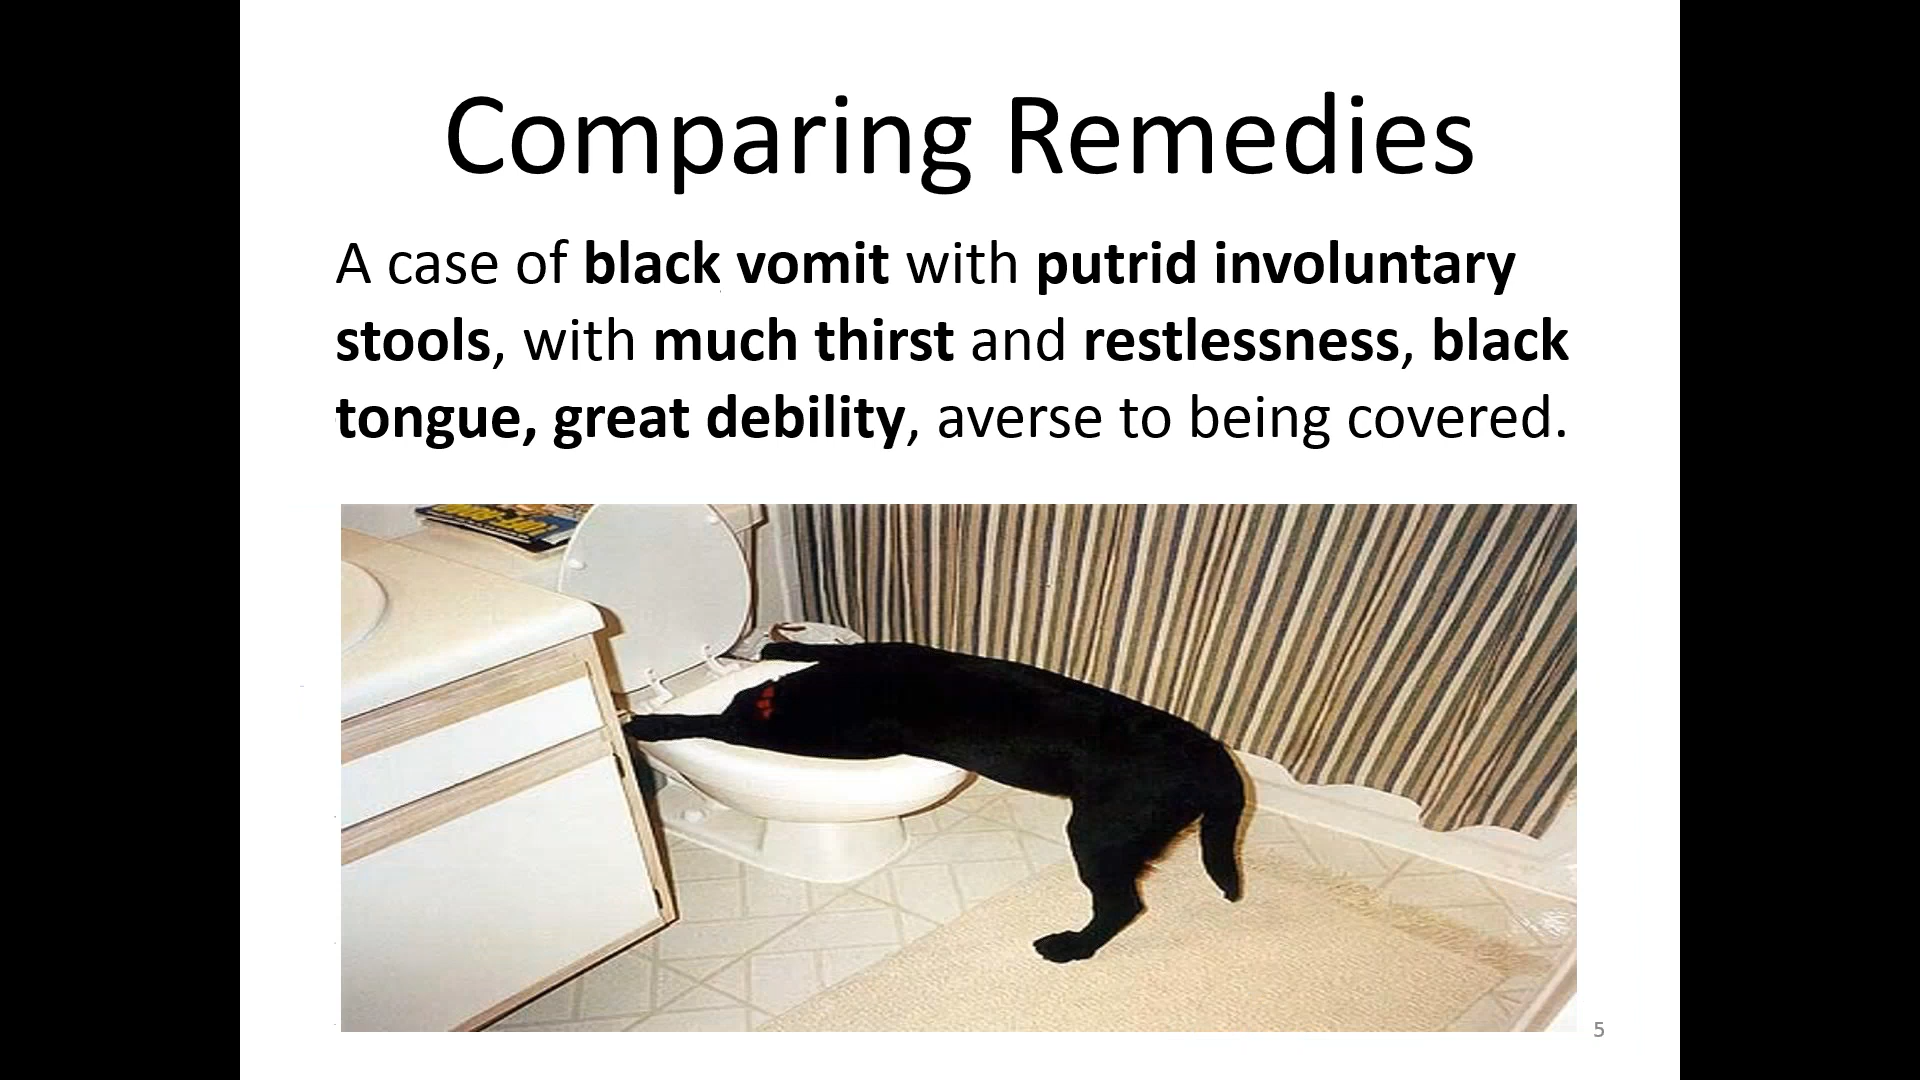 Comparing Remedies
A case of black vomit with putrid involuntary
stools, with much thirst and restlessness, black
tongue, great debility, averse to being covered.
5